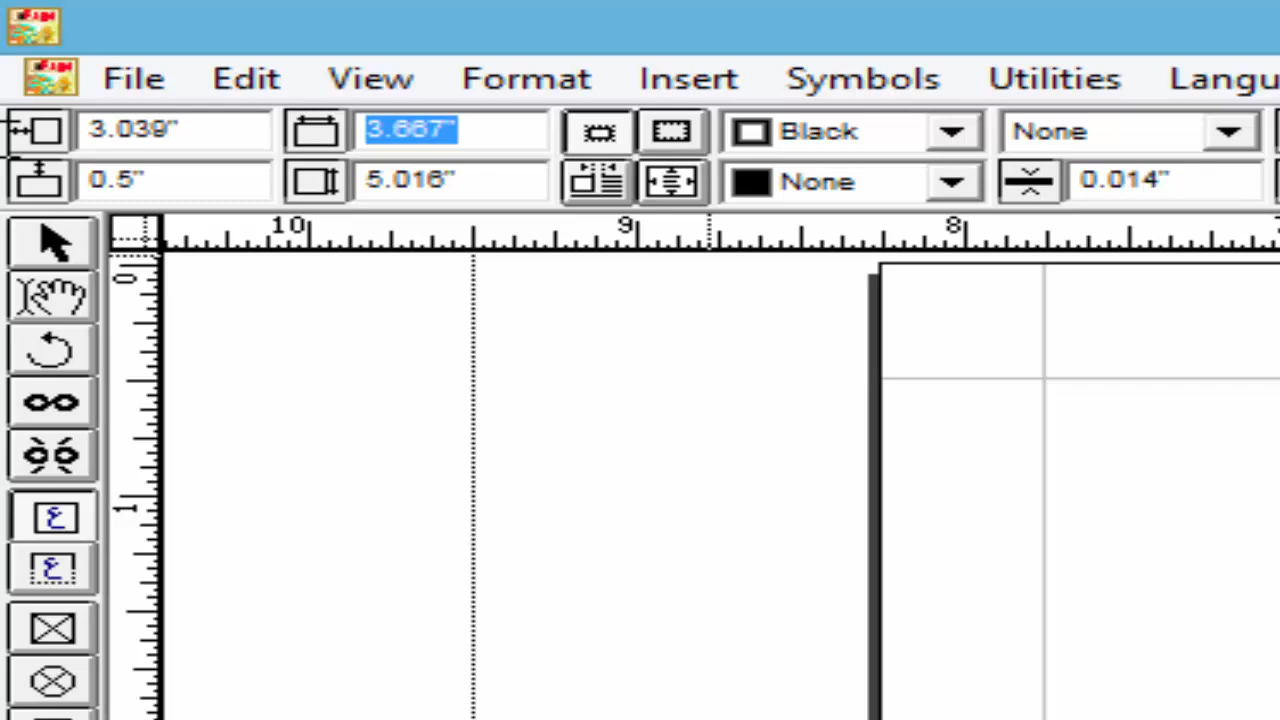 File Edit View Format Insert Symbols Utilities Langu
3.039" 3.667" Black None
0.5" 5.016" None 0.014"
10 9 8
0
1
ع
ع